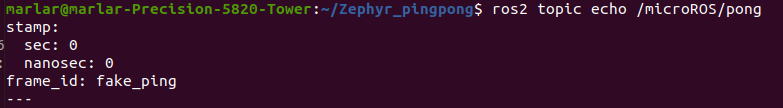 marlar@marlar-Precision-5820-Tower:~/Zephyr_pingpong$ ros2 topic echo /microROS/pong
stamp:
  sec: 0
  nanosec: 0
frame_id: fake_ping
---